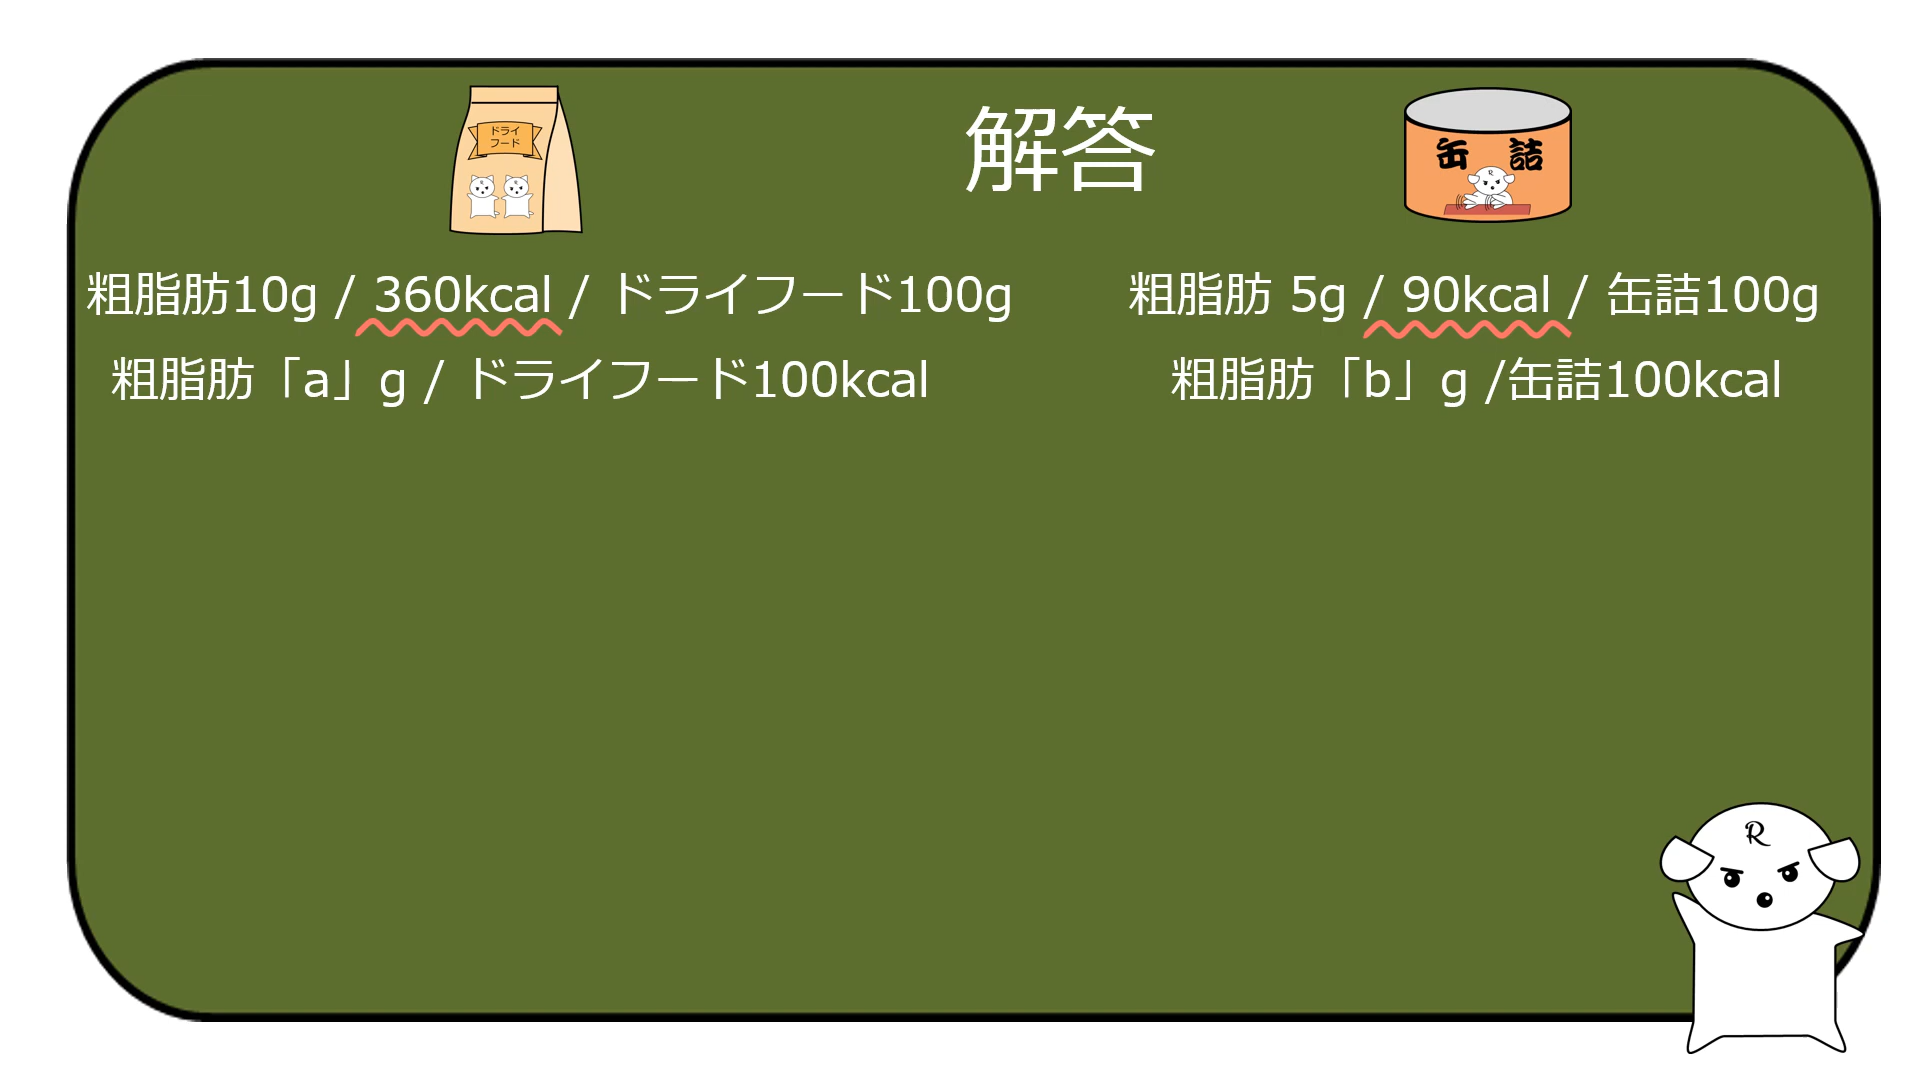 ドライ
フード
解答
缶 詰
R
粗脂肪10g / 360kcal / ドライフード100g
粗脂肪 5g / 90kcal / 缶詰100g
粗脂肪「a」g / ドライフード100kcal
粗脂肪「b」g /缶詰100kcal
R